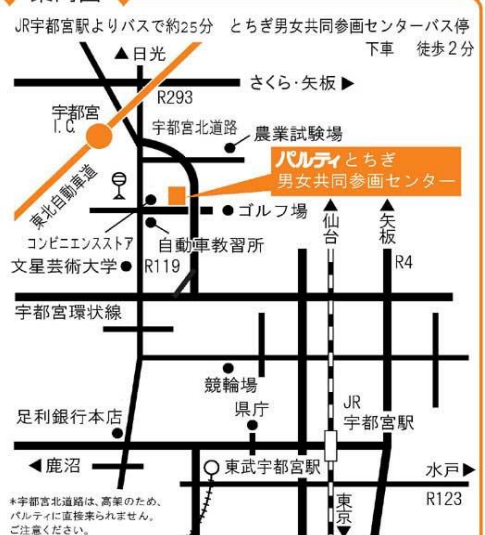 案内図
JR宇都宮駅よりバスで約25分　とちぎ男女共同参画センターバス停
下車　徒歩2分
▲日光
さくら・矢板▶
R293
宇都宮
I.C.
宇都宮北道路
農業試験場
パルティとちぎ
男女共同参画センター
東北自動車道
ゴルフ場
▲仙台
▲矢板
コンビニエンスストア
自動車教習所
文星芸術大学
R119
R4
宇都宮環状線
競輪場
県庁
JR
宇都宮駅
足利銀行本店
◀鹿沼
東武宇都宮駅
水戸▶
R123
東京▼
*宇都宮北道路は、高架のため、
パルティに直接来られません。
ご注意ください。